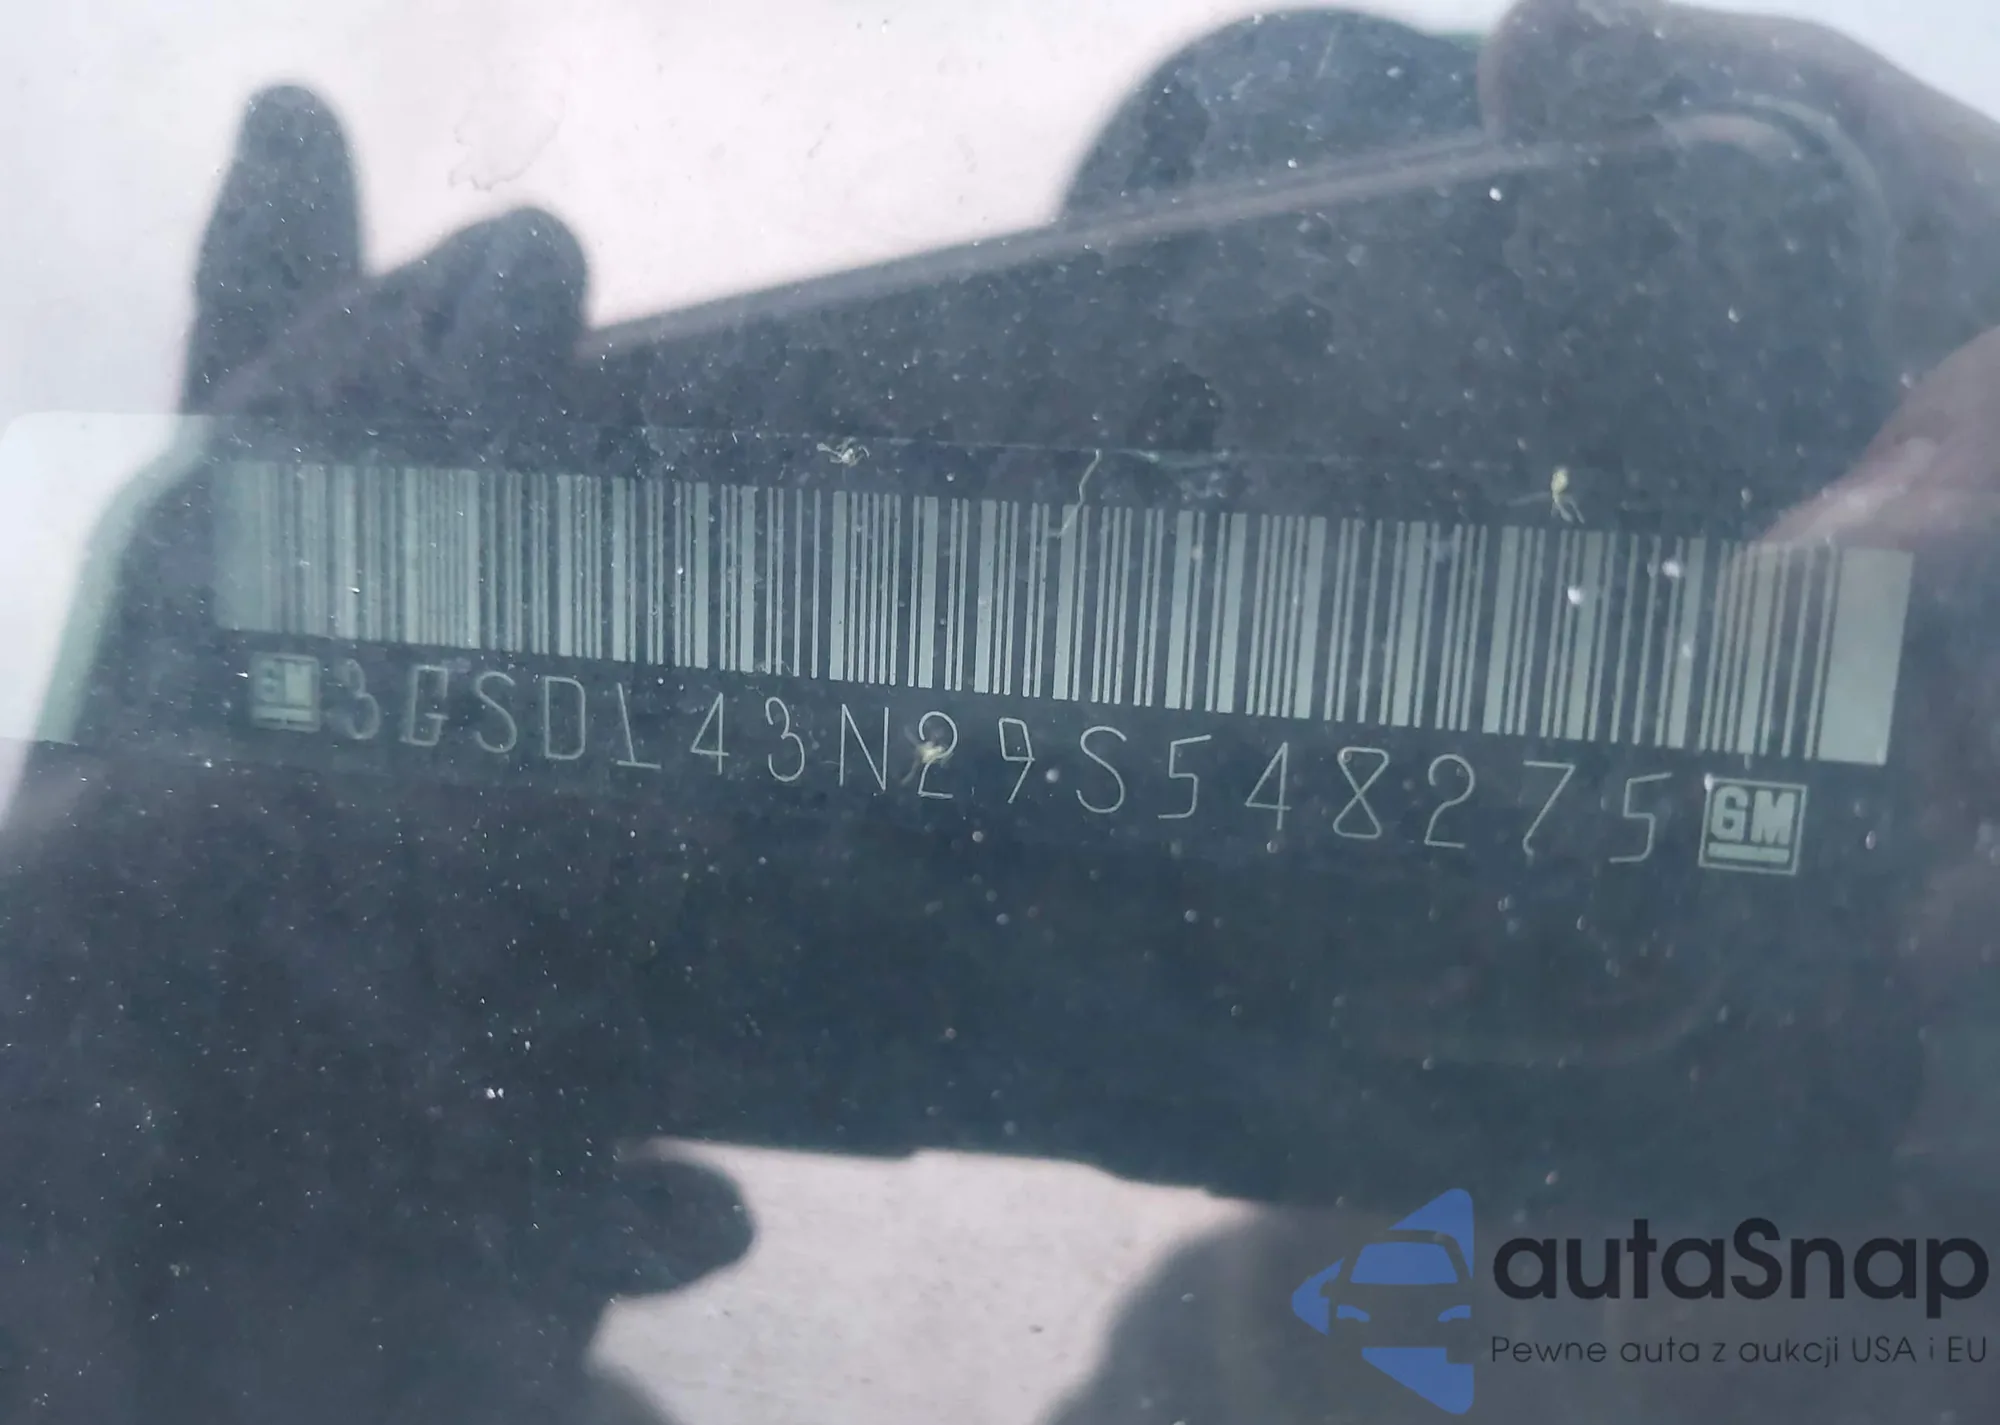 GM 3GSDL43N29S548275 GM
autaSnap
Pewne auta z aukcji USA i EU